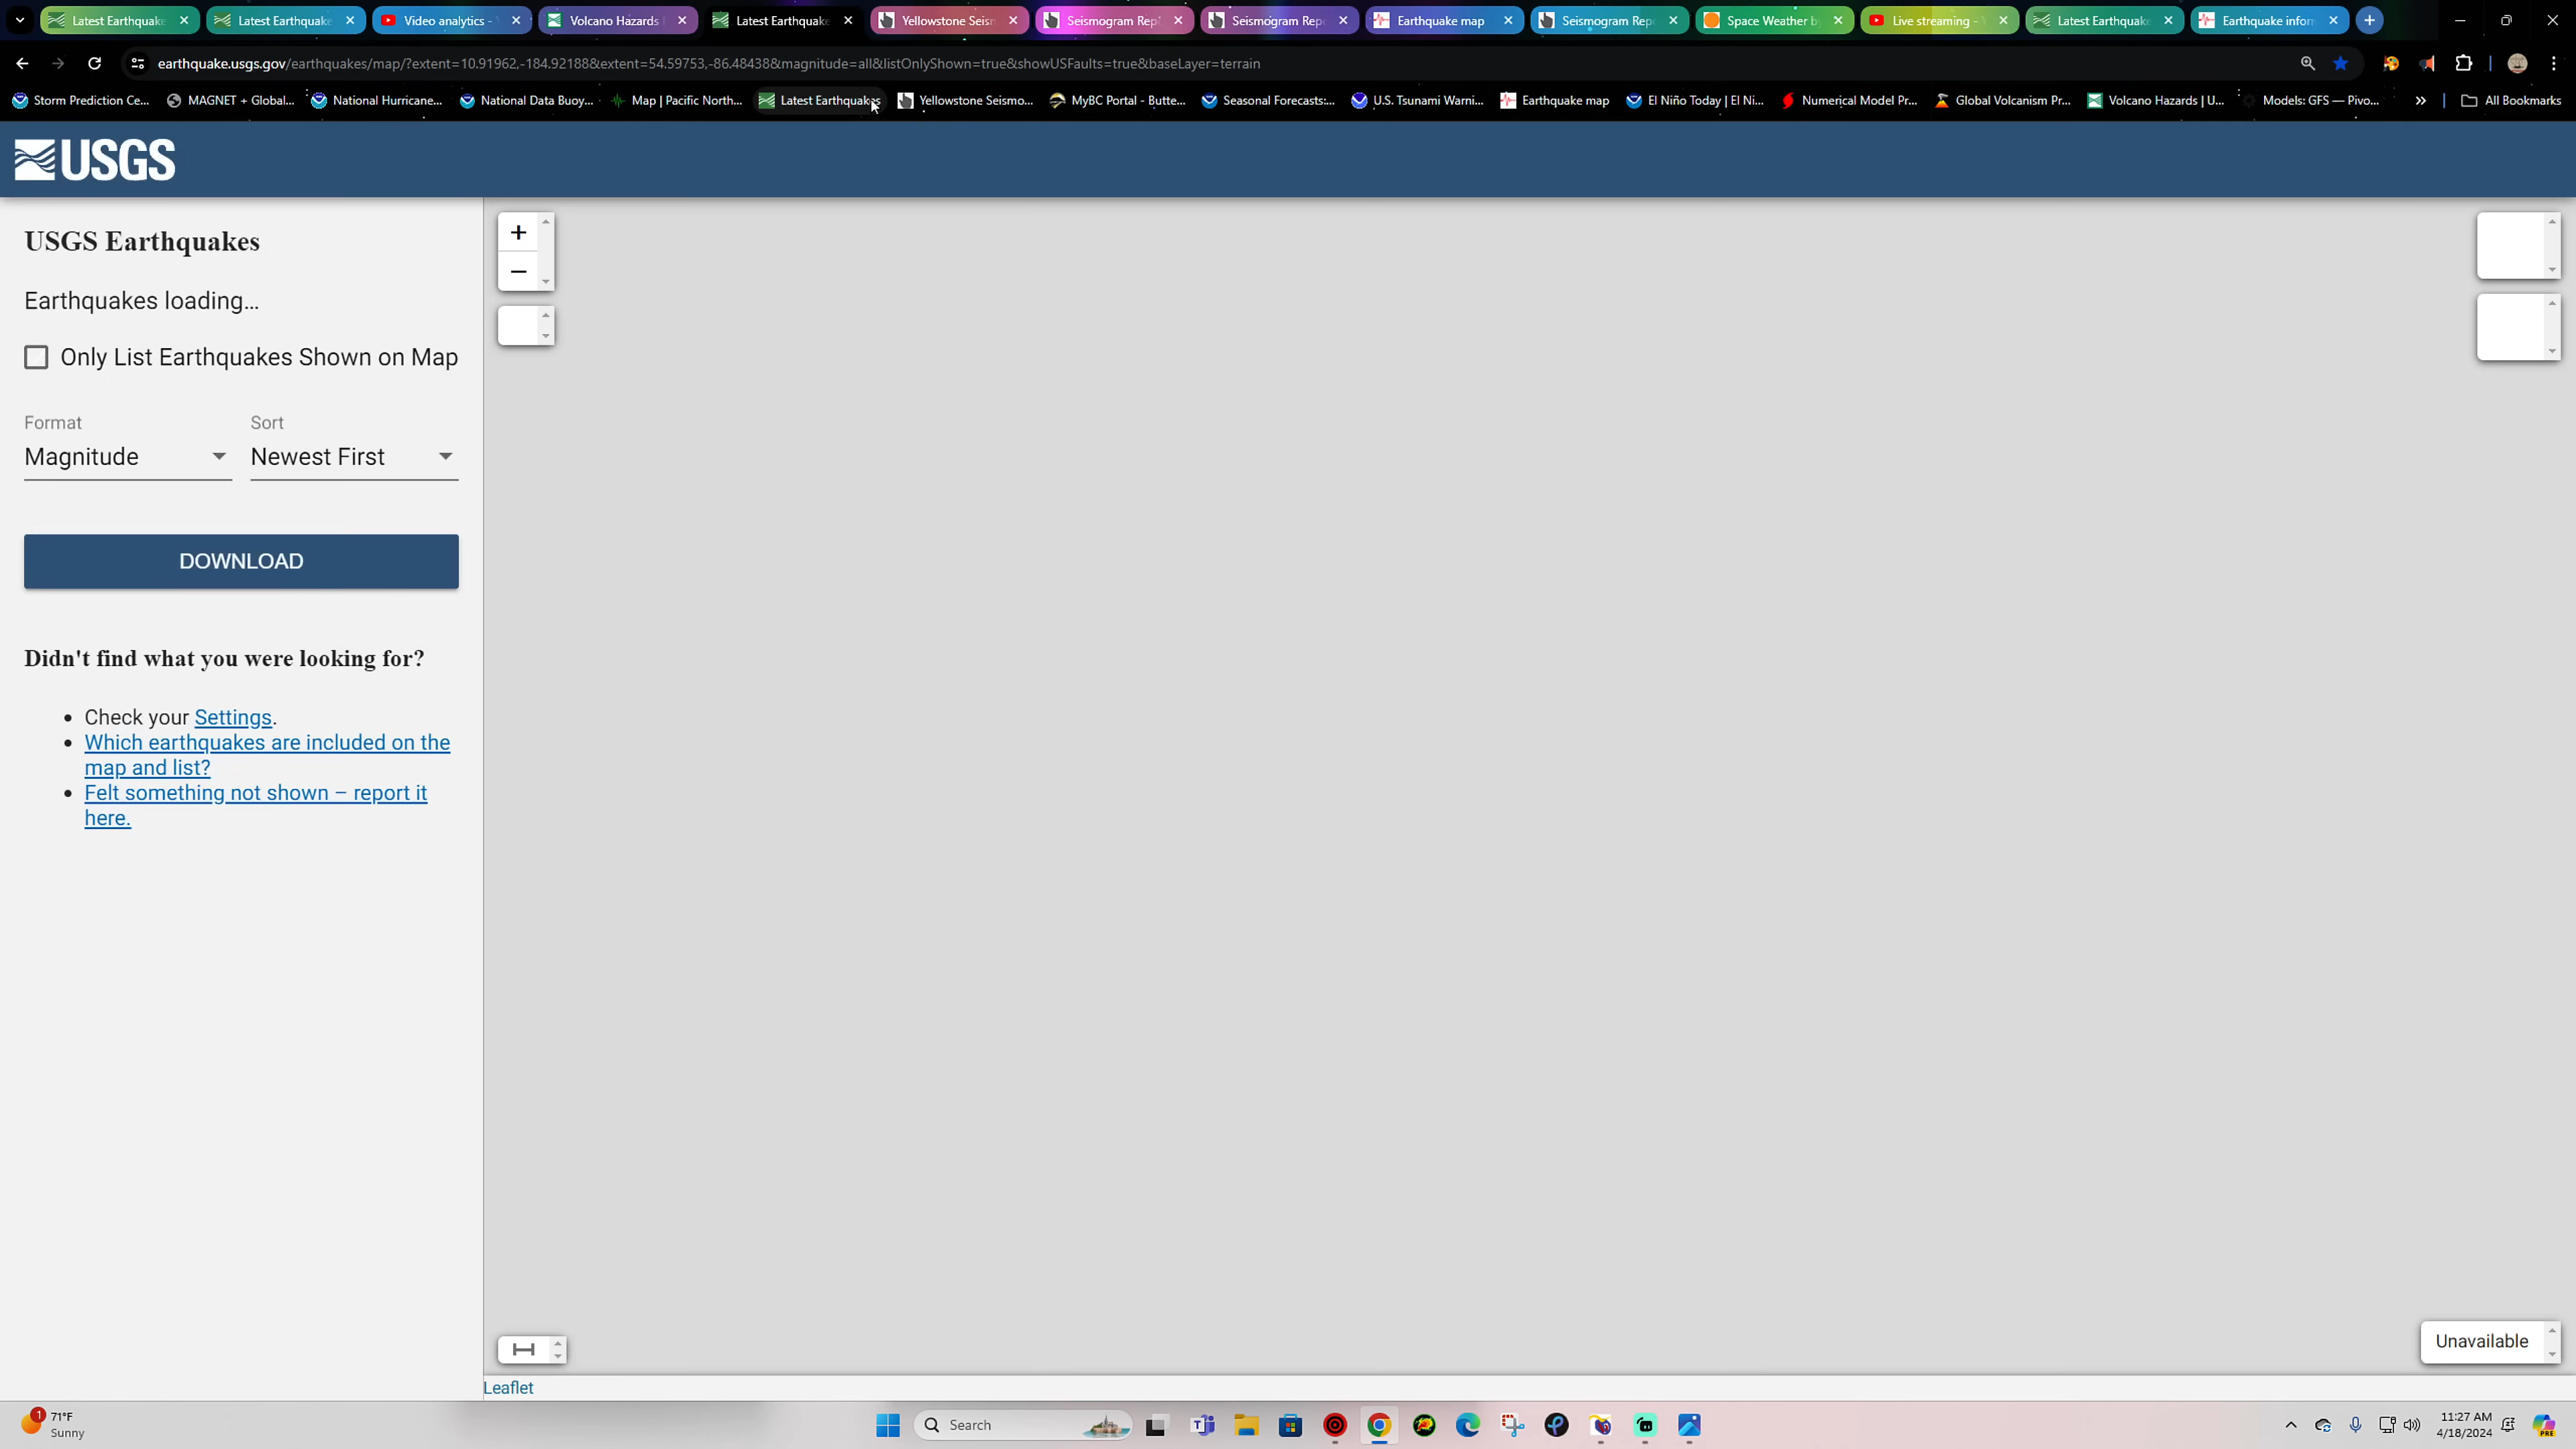 Latest Earthquake
Latest Earthquake
Video analytics - Y
Volcano Hazards
Latest Earthquake
Yellowstone Seism
Seismogram Rep
Seismogram Repo
Earthquake map
Seismogram Repo
Space Weather by
Live streaming - Y
Latest Earthquake
Earthquake inform
earthquake.usgs.gov/earthquakes/map/?extent=10.91962,-184.92188&extent=54.59753,-86.48438&magnitude=all&listOnlyShown=true&showUSFaults=true&baseLayer=terrain
Storm Prediction Ce...
MAGNET + Global...
National Hurricane...
National Data Buoy...
Map | Pacific North...
Latest Earthquakes
Yellowstone Seismo...
MyBC Portal - Butte...
Seasonal Forecasts:...
U.S. Tsunami Warni...
Earthquake map
El Niño Today | El Ni...
Numerical Model Pr...
Global Volcanism Pr...
Volcano Hazards | U...
Models: GFS — Pivo...
»
All Bookmarks
USGS
USGS Earthquakes
Earthquakes loading...
Only List Earthquakes Shown on Map
Format
Sort
Magnitude
Newest First
DOWNLOAD
Didn't find what you were looking for?
• Check your Settings.
• Which earthquakes are included on the
map and list?
• Felt something not shown – report it
here.
+
−
Unavailable
Leaflet
1
71°F
Sunny
Search
11:27 AM
4/18/2024
PRE